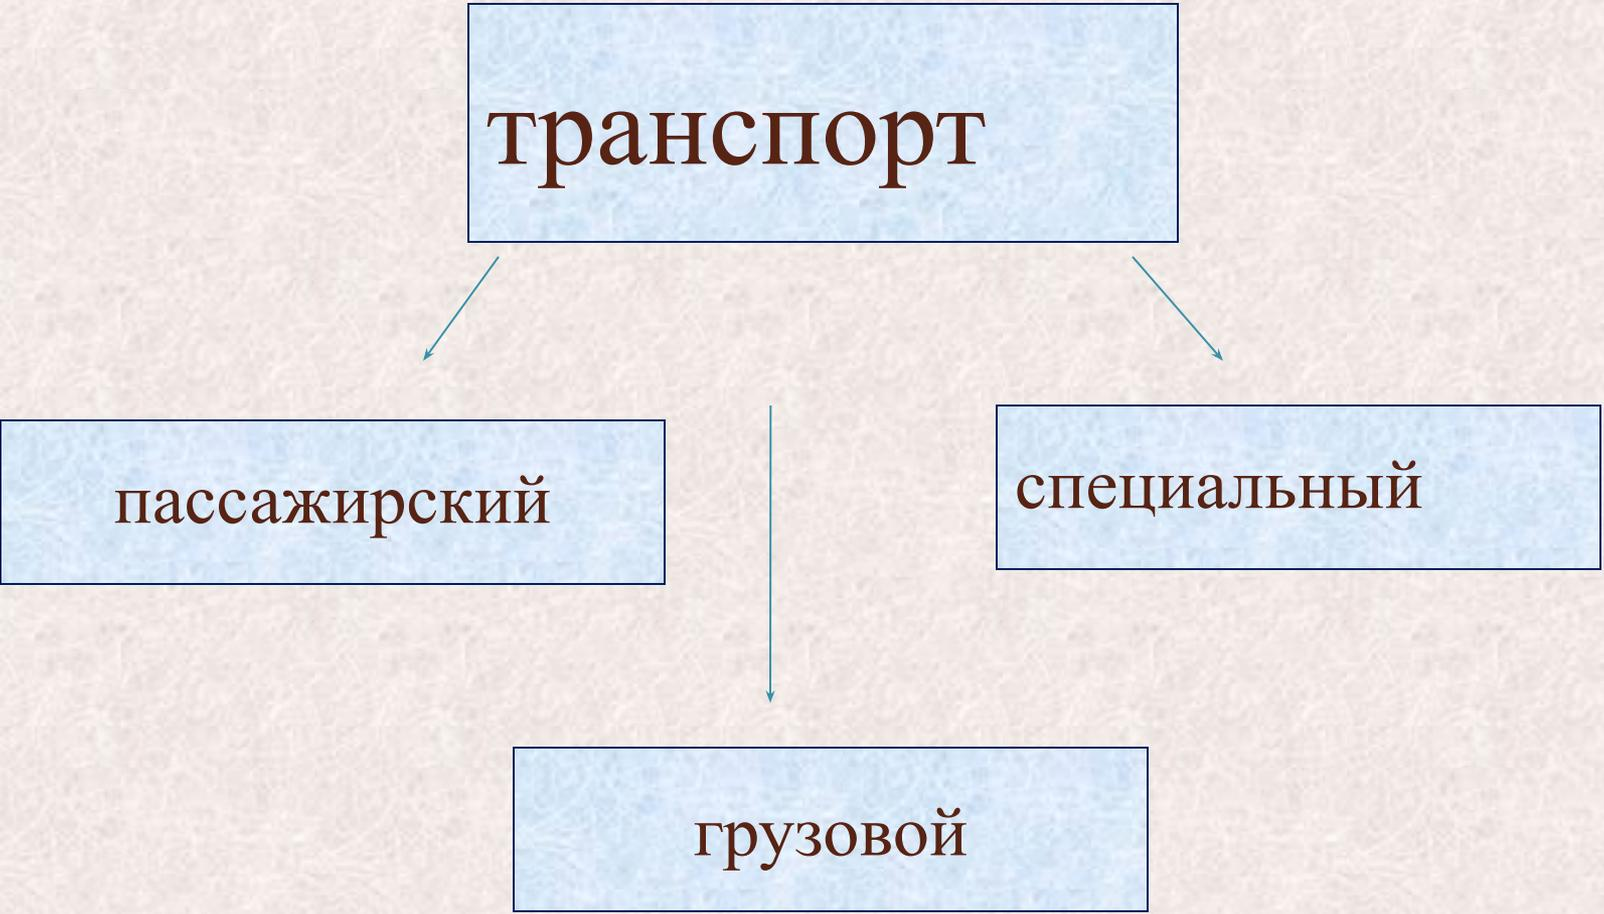 транспорт
пассажирский
специальный
грузовой